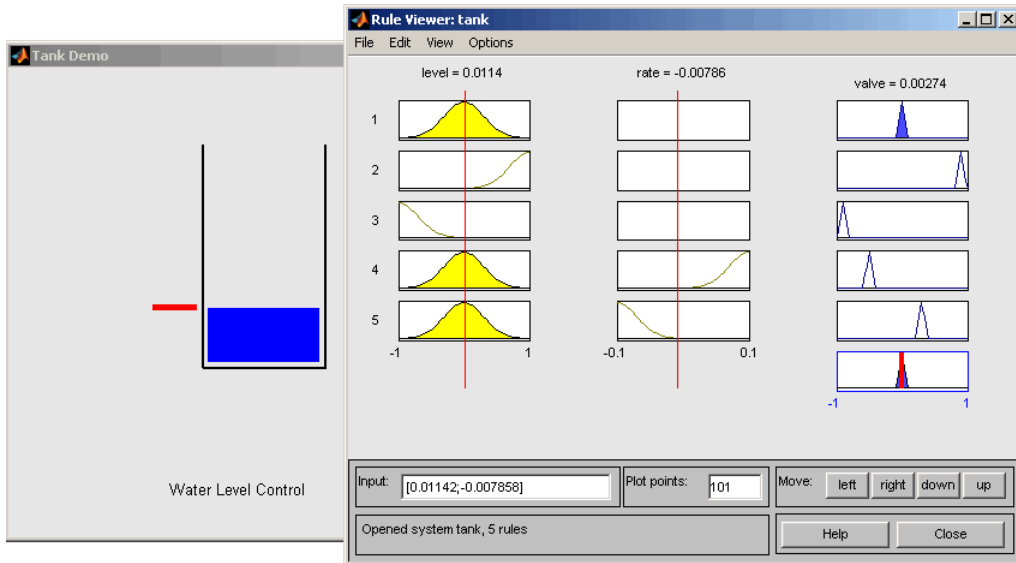 Tank Demo
Water Level Control
Rule Viewer: tank
File Edit View Options
level = 0.0114 rate = -0.00786 valve = 0.00274
1
2
3
4
5
-1 1 -0.1 0.1
-1 1
Input: [0.01142;-0.007858] Plot points: 101 Move: left right down up
Opened system tank, 5 rules Help Close